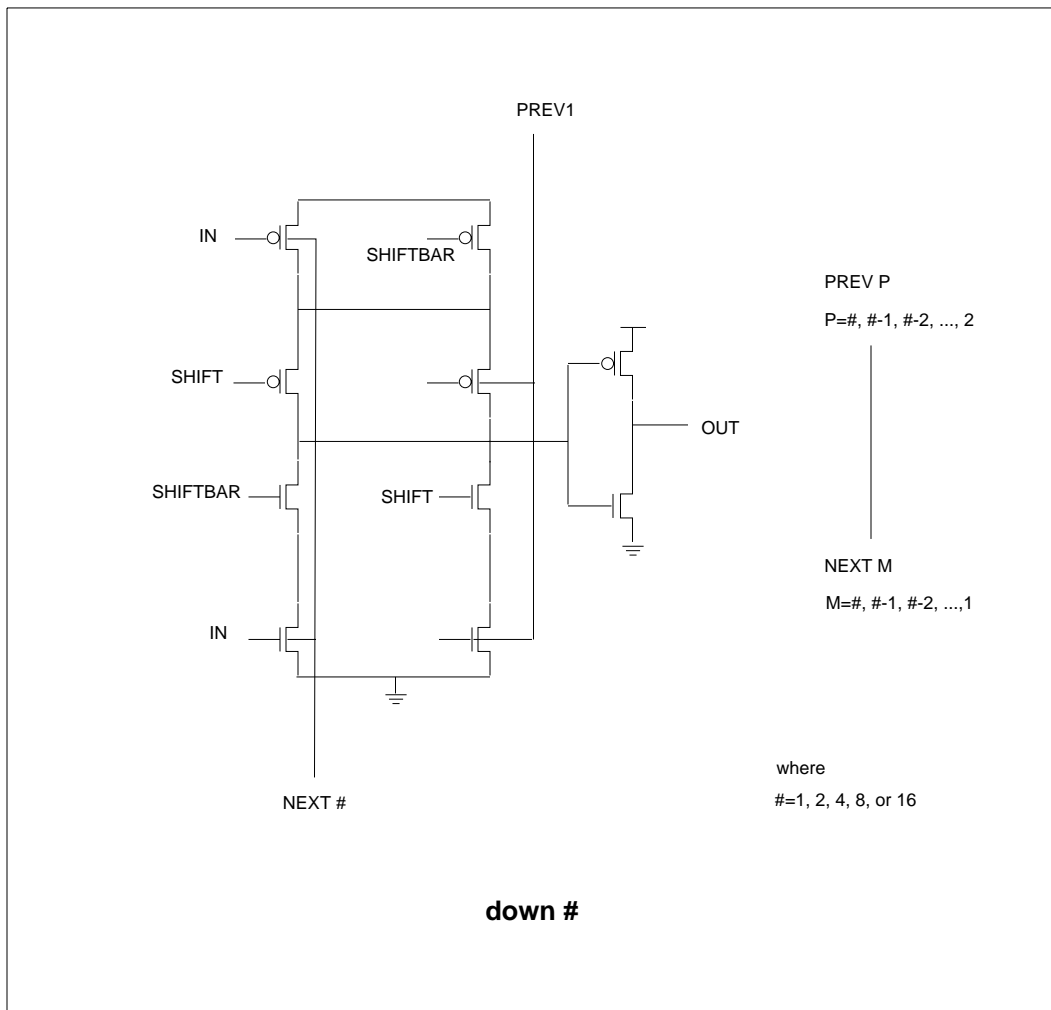 PREV1
IN
SHIFTBAR
PREV P
P=#, #-1, #-2, ..., 2
SHIFT
OUT
SHIFTBAR
SHIFT
NEXT M
M=#, #-1, #-2, ...,1
IN
where
NEXT #
#=1, 2, 4, 8, or 16
down #